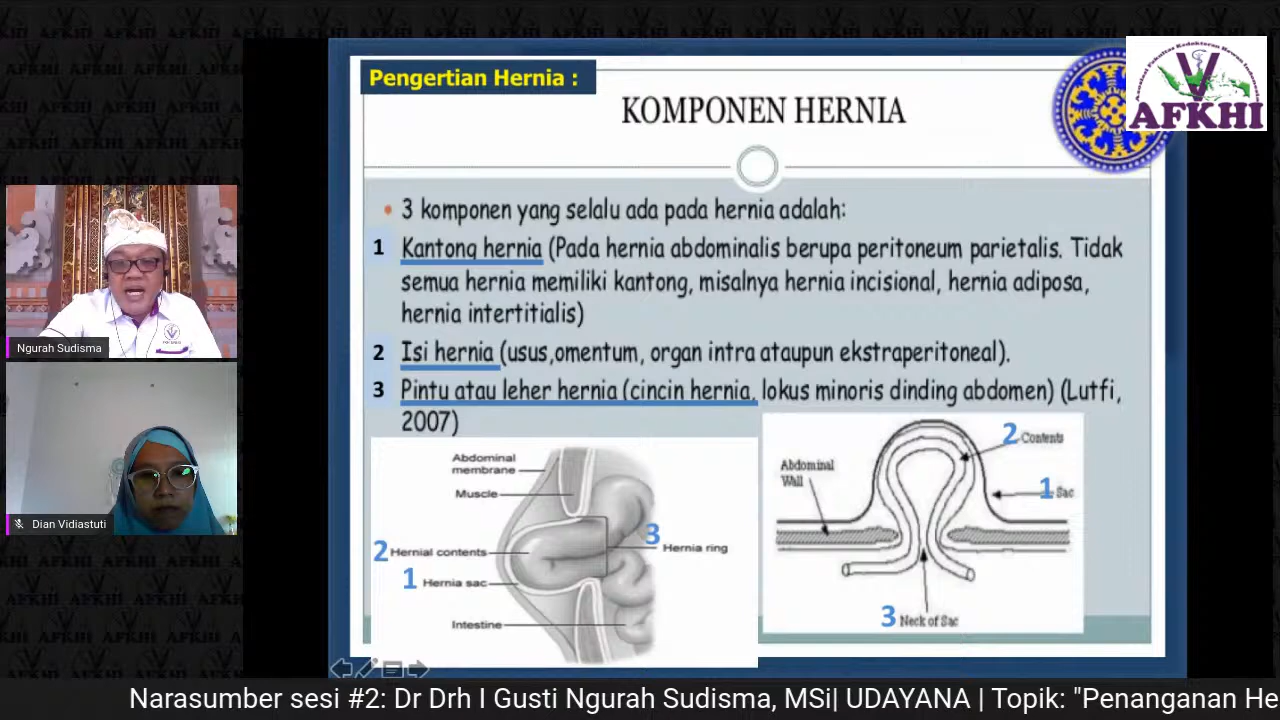 Pengertian Hernia :
KOMPONEN HERNIA
AFKHI
• 3 komponen yang selalu ada pada hernia adalah:
1 Kantong hernia (Pada hernia abdominalis berupa peritoneum parietalis. Tidak
semua hernia memiliki kantong, misalnya hernia incisional, hernia adiposa,
hernia intertitialis)
2 Isi hernia (usus,omentum, organ intra ataupun ekstraperitoneal).
3 Pintu atau leher hernia (cincin hernia, lokus minoris dinding abdomen) (Lutfi,
2007)
Abdominal
membrane
Muscle
2 Hernial contents
1 Hernia sac
Intestine
3
Hernia ring
Abdominal
Wall
2 Contents
1 Sac
3 Neck of Sac
Ngurah Sudisma
Dian Vidiastuti
Narasumber sesi #2: Dr Drh I Gusti Ngurah Sudisma, MSi| UDAYANA | Topik: "Penanganan He